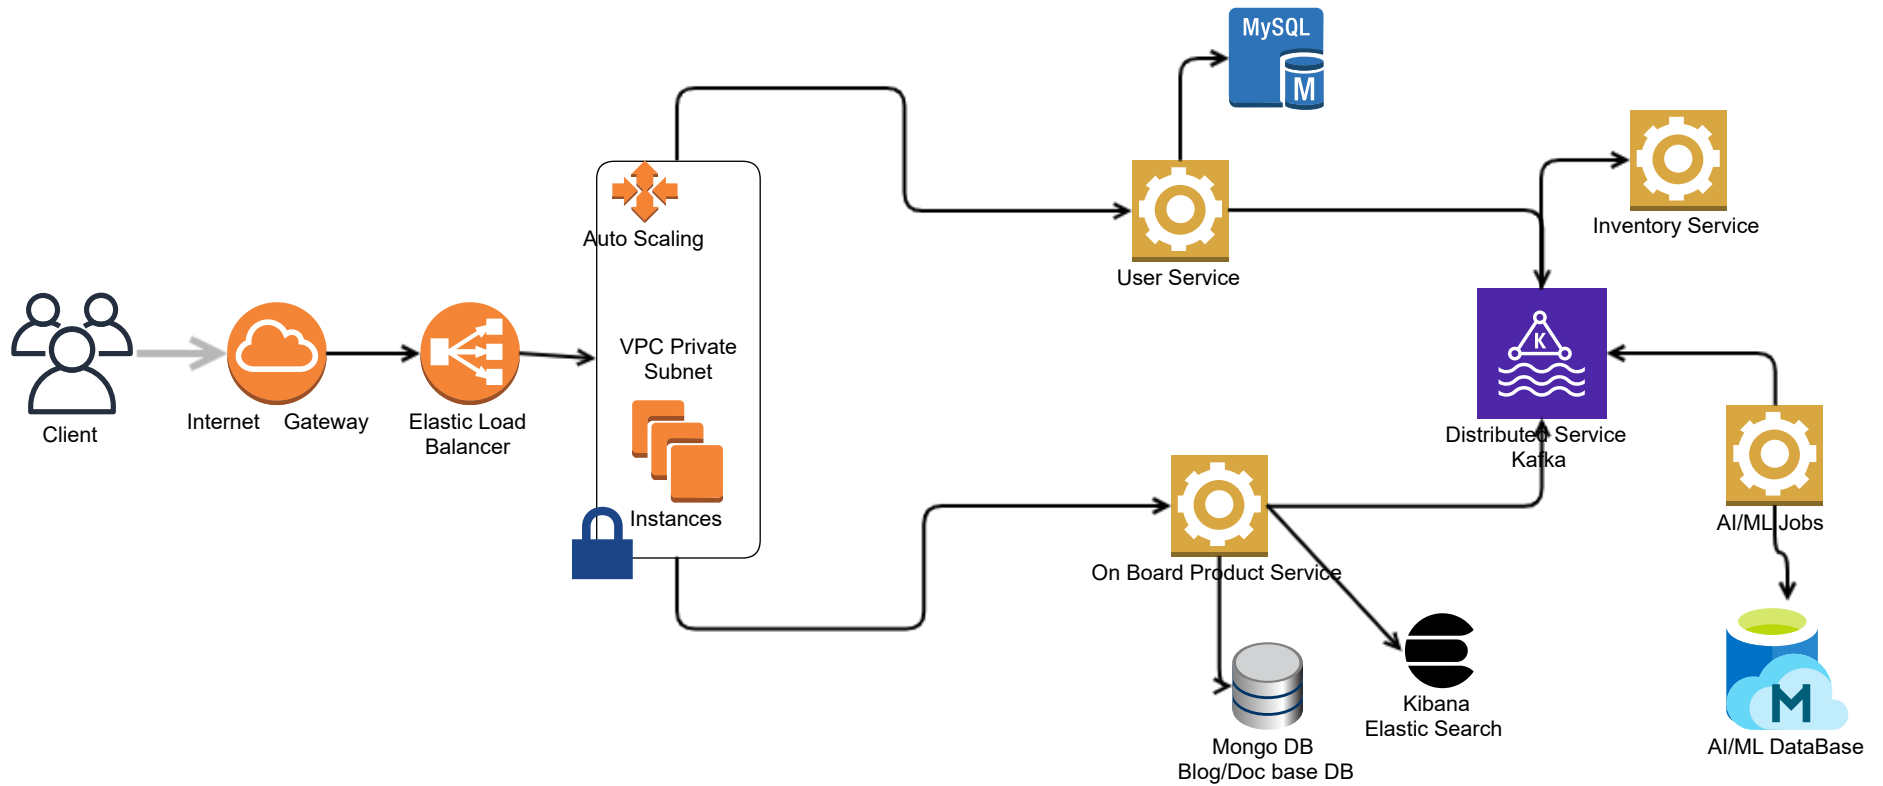 MySQL
M
Inventory Service
Auto Scaling
User Service
VPC Private
Subnet
K
Client
Internet Gateway
Elastic Load
Balancer
Distributed Service
Kafka
Instances
AI/ML Jobs
On Board Product Service
Kibana
Elastic Search
M
Mongo DB
Blog/Doc base DB
AI/ML DataBase